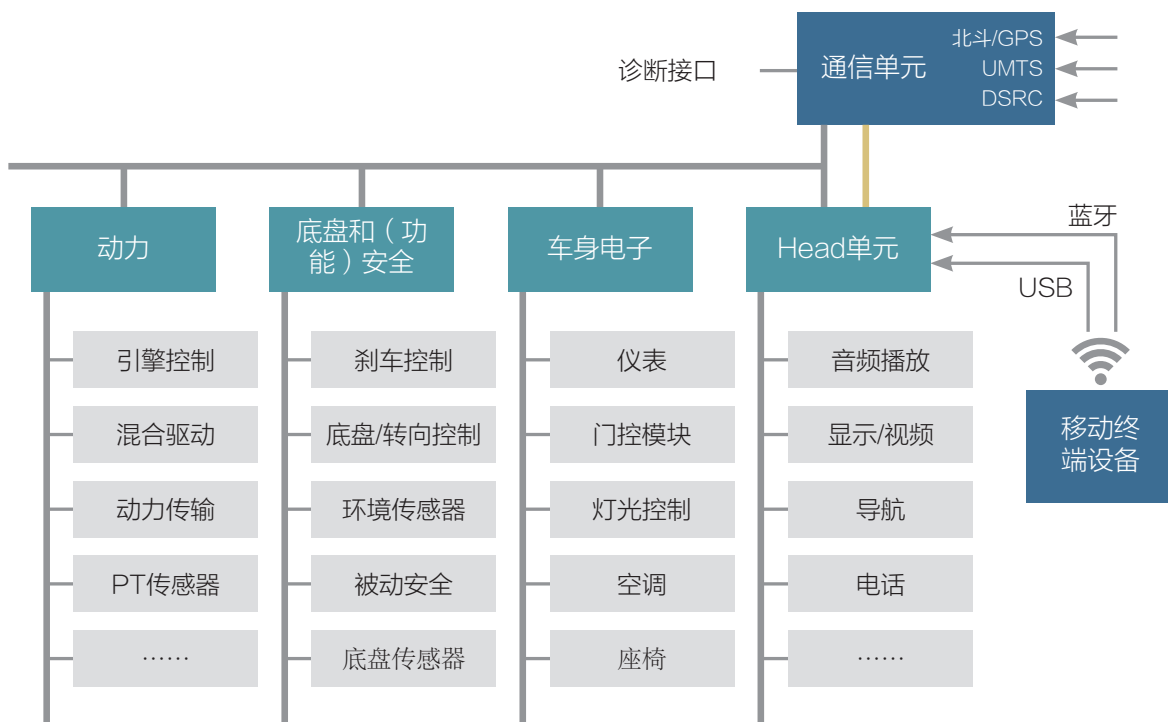 诊断接口
通信单元
北斗/GPS
UMTS
DSRC
动力
底盘和（功
能）安全
车身电子
Head单元
蓝牙
USB
引擎控制
混合驱动
动力传输
PT传感器
……
刹车控制
底盘/转向控制
环境传感器
被动安全
底盘传感器
仪表
门控模块
灯光控制
空调
座椅
音频播放
显示/视频
导航
电话
……
移动终
端设备